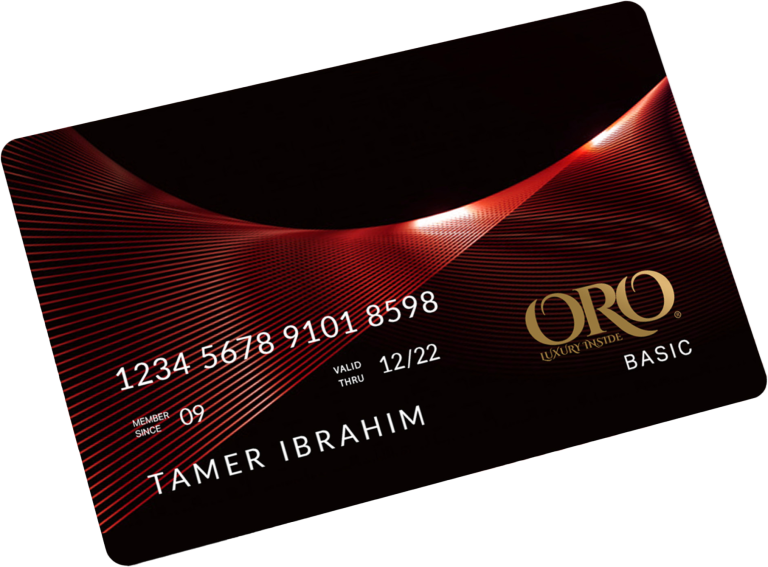 1234 5678 9101 8598
VALID
THRU
12/22
MEMBER
SINCE
09
TAMER IBRAHIM
ORO®
LUXURY INSIDE
BASIC